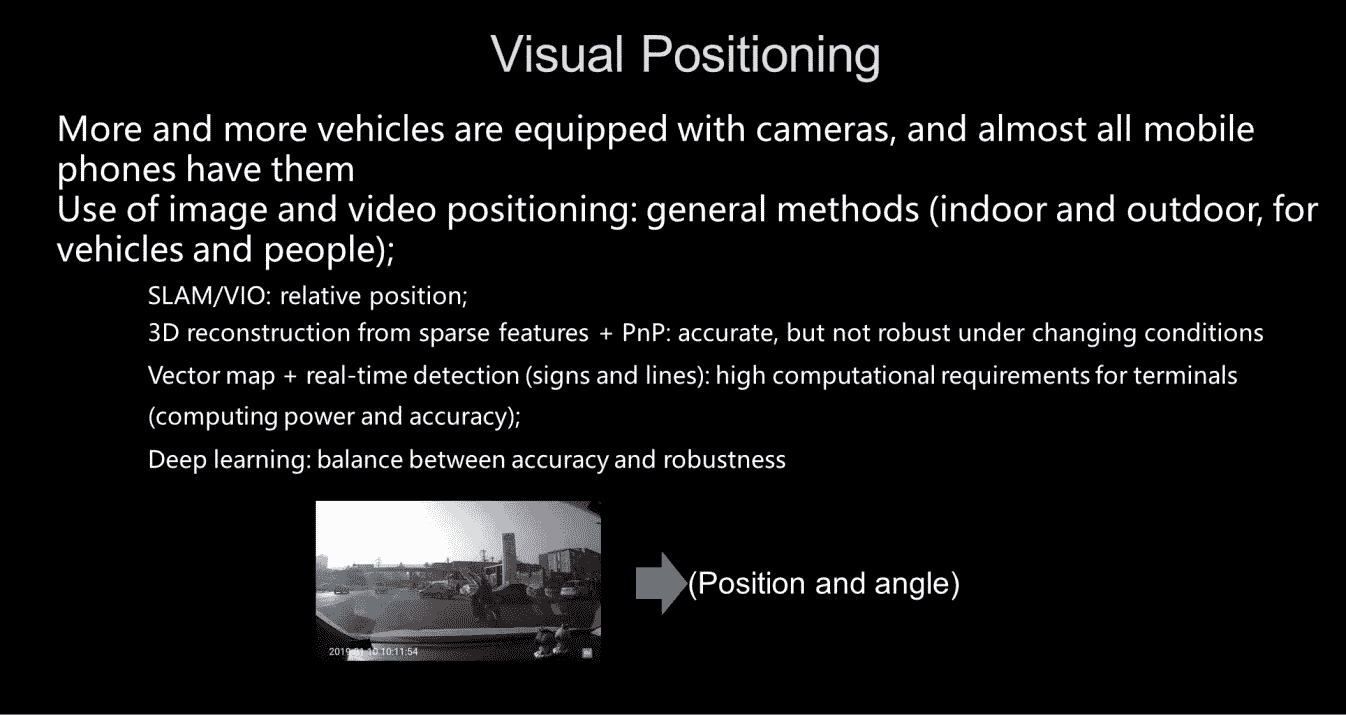 Visual Positioning
More and more vehicles are equipped with cameras, and almost all mobile
phones have them
Use of image and video positioning: general methods (indoor and outdoor, for
vehicles and people);
SLAM/VIO: relative position;
3D reconstruction from sparse features + PnP: accurate, but not robust under changing conditions
Vector map + real-time detection (signs and lines): high computational requirements for terminals
(computing power and accuracy);
Deep learning: balance between accuracy and robustness
(Position and angle)
2019-01-10 10:11:54